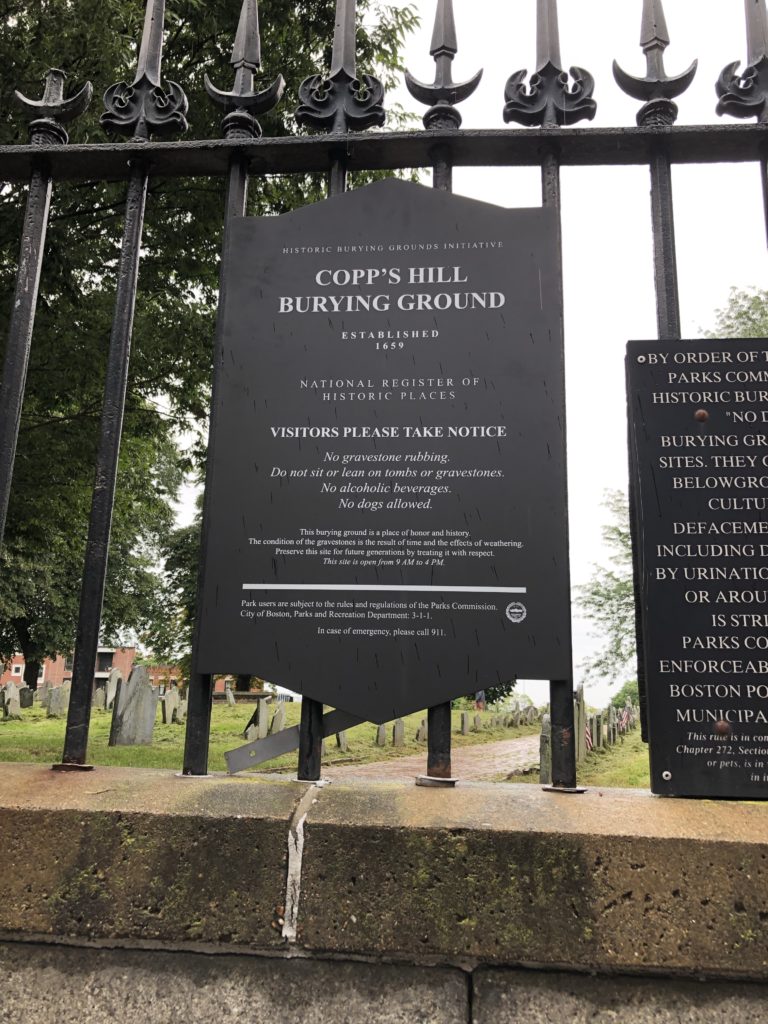 HISTORIC BURYING GROUNDS INITIATIVE
COPP'S HILL
BURYING GROUND
ESTABLISHED
1659
NATIONAL REGISTER OF
HISTORIC PLACES
VISITORS PLEASE TAKE NOTICE
No gravestone rubbing.
Do not sit or lean on tombs or gravestones.
No alcoholic beverages.
No dogs allowed.
This burying ground is a place of honor and history.
The condition of the gravestones is the result of time and the effects of weathering.
Preserve this site for future generations by treating it with respect.
This site is open from 9 AM to 4 PM.
Park users are subject to the rules and regulations of the Parks Commission.
City of Boston, Parks and Recreation Department: 3-1-1.
In case of emergency, please call 911.
BY ORDER OF T
PARKS COMM
HISTORIC BUR
"NO D
BURYING GR
SITES. THEY C
BELOWGRO
CULTU
DEFACEME
INCLUDING D
BY URINATIO
OR AROU
IS STRI
PARKS CO
ENFORCEAB
BOSTON PO
MUNICIPA
This rule is in com
Chapter 272, Section
or pets, is in
in i